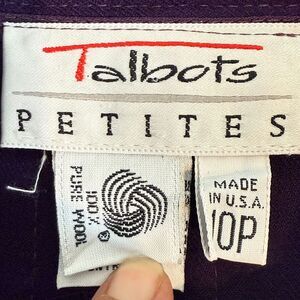 Talbots
PETITES
100%
PURE WOOL
MADE
IN U.S.A.
10P